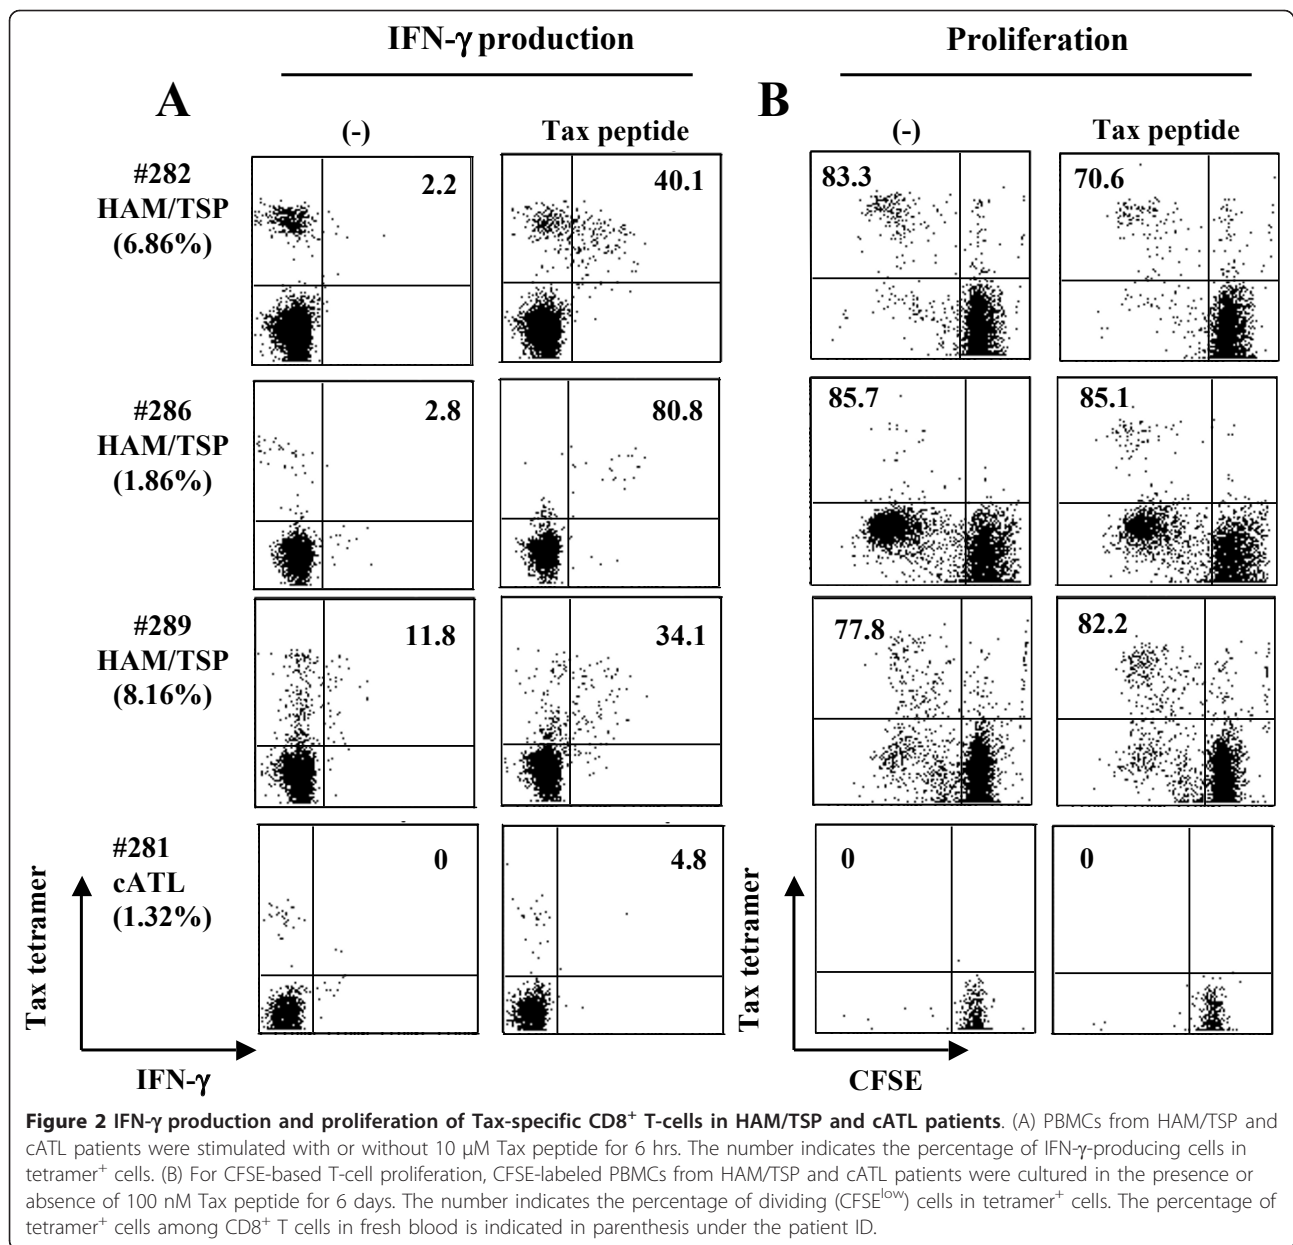 IFN-γ production
Proliferation
A
B
(-)
Tax peptide
(-)
Tax peptide
#282
HAM/TSP
(6.86%)
2.2
40.1
83.3
70.6
#286
HAM/TSP
(1.86%)
2.8
80.8
85.7
85.1
#289
HAM/TSP
(8.16%)
11.8
34.1
77.8
82.2
#281
cATL
(1.32%)
0
4.8
0
0
Tax tetramer
IFN-γ
Tax tetramer
CFSE
Figure 2 IFN-γ production and proliferation of Tax-specific CD8⁺ T-cells in HAM/TSP and cATL patients. (A) PBMCs from HAM/TSP and
cATL patients were stimulated with or without 10 μM Tax peptide for 6 hrs. The number indicates the percentage of IFN-γ-producing cells in
tetramer⁺ cells. (B) For CFSE-based T-cell proliferation, CFSE-labeled PBMCs from HAM/TSP and cATL patients were cultured in the presence or
absence of 100 nM Tax peptide for 6 days. The number indicates the percentage of dividing (CFSEˡᵒʷ) cells in tetramer⁺ cells. The percentage of
tetramer⁺ cells among CD8⁺ T cells in fresh blood is indicated in parenthesis under the patient ID.